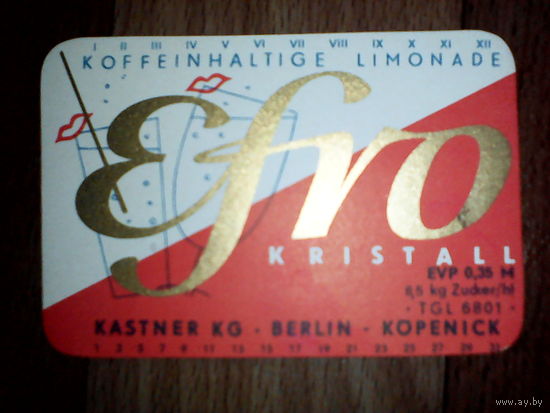 I II III IV V VI VII VIII IX X XI XII
KOFFEINHALTIGE LIMONADE
Efro
KRISTALL
EVP 0,35 M
8,5 kg Zucker/hl
· TGL 6801 ·
KASTNER KG · BERLIN - KÖPENICK
1 3 5 7 9 11 13 15 17 19 21 23 25 27 29 31
www.ay.by